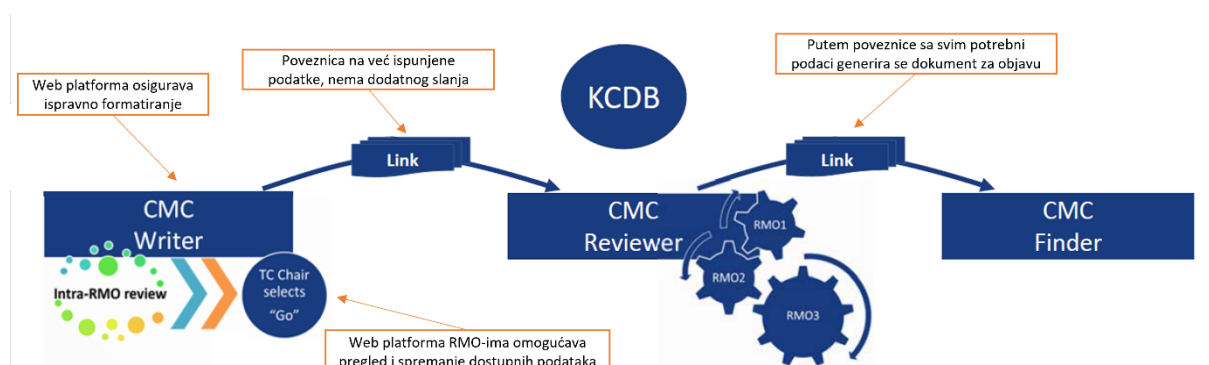 Web platforma osigurava
ispravno formatiranje
Poveznica na već ispunjene
podatke, nema dodatnog slanja
KCDB
Putem poveznice sa svim potrebni
podaci generira se dokument za objavu
Link
Link
CMC
Writer
CMC
Reviewer
CMC
Finder
Intra-RMO review
TC Chair
selects
“Go”
RMO1
RMO2
RMO3
Web platforma RMO-ima omogućava
pregled i spremanje dostupnih podataka